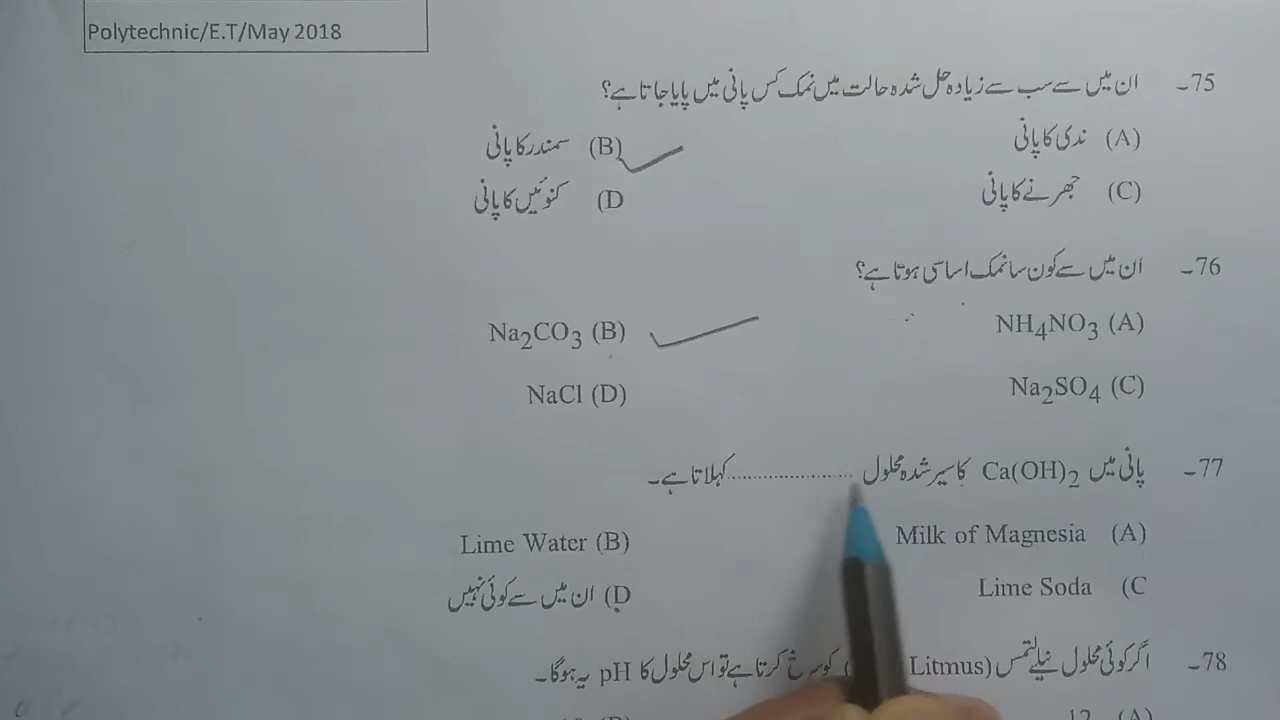 Polytechnic/E.T/May 2018
75۔ ان میں سے سب سے زیادہ حل شدہ حالت میں نمک کس پانی میں پایا جاتا ہے؟
(A) ندی کا پانی (B) سمندر کا پانی
(C) جھرنے کا پانی (D کنوئیں کا پانی
76۔ ان میں سے کون سا نمک اساسی ہوتا ہے؟
NH4NO3 (A) Na2CO3 (B)
Na2SO4 (C) NaCl (D)
77۔ پانی میں Ca(OH)2 کا سیر شدہ محلول ........................ کہلاتا ہے۔
Milk of Magnesia (A) Lime Water (B)
Lime Soda (C ان میں سے کوئی نہیں (D
78۔ اگر کوئی محلول نیلے لتمس (Litmus کو سرخ کرتا ہے تو اس محلول کا pH یہ ہوگا۔
12 (A) (B)